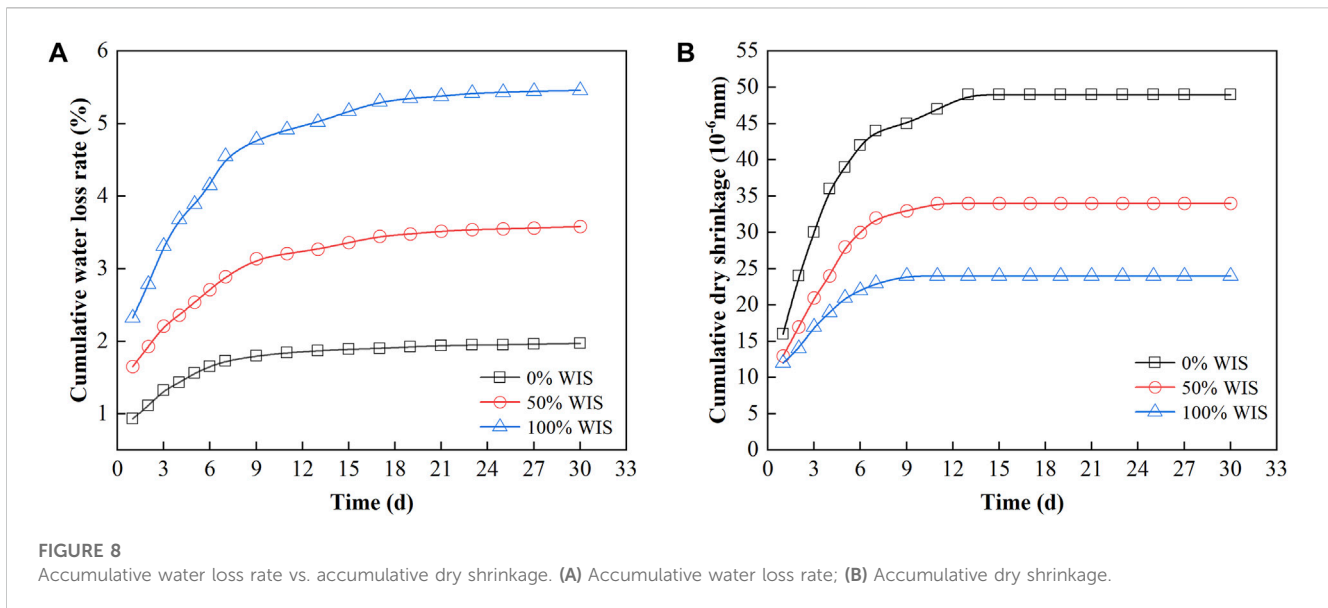 A
Cumulative water loss rate (%)
6
5
4
3
2
1
0 3 6 9 12 15 18 21 24 27 30 33
Time (d)
0% WIS
50% WIS
100% WIS
B
Cumulative dry shrinkage (10⁻⁶mm)
55
50
45
40
35
30
25
20
15
10
5
0
0 3 6 9 12 15 18 21 24 27 30 33
Time (d)
0% WIS
50% WIS
100% WIS
FIGURE 8
Accumulative water loss rate vs. accumulative dry shrinkage. (A) Accumulative water loss rate; (B) Accumulative dry shrinkage.